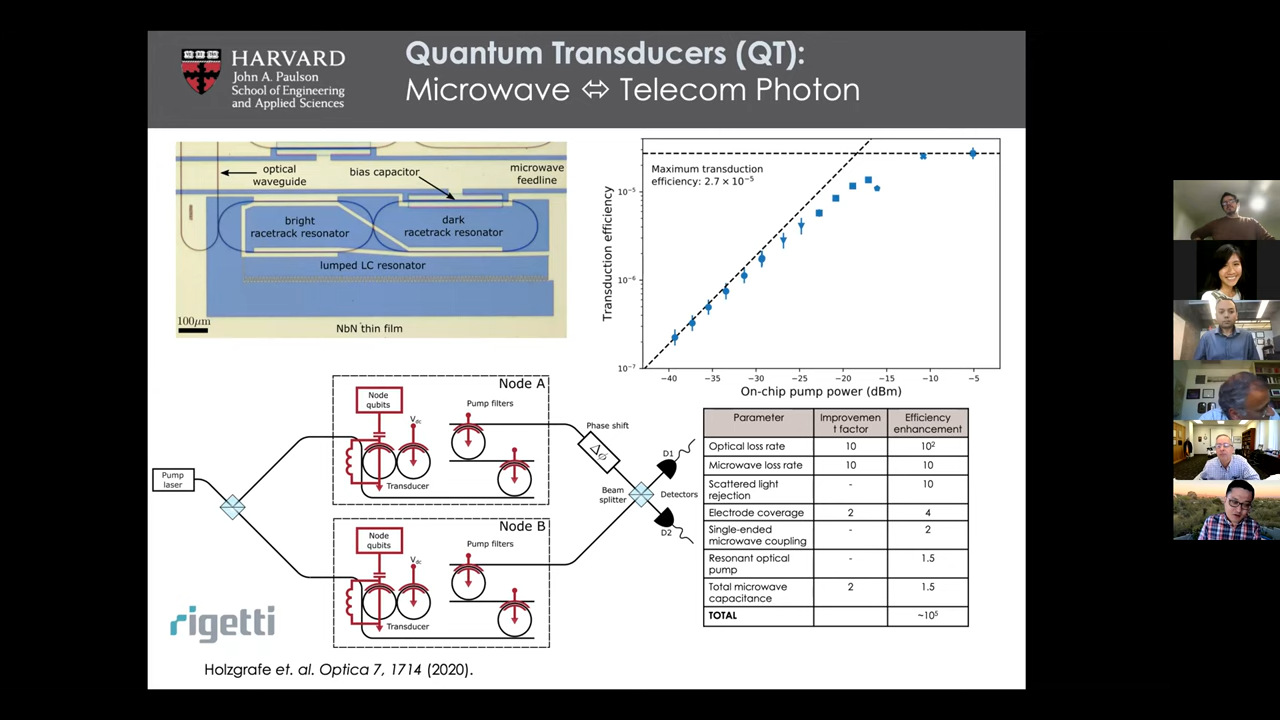 HARVARD
John A. Paulson
School of Engineering
and Applied Sciences
Quantum Transducers (QT):
Microwave ⇔ Telecom Photon
optical
waveguide
bias capacitor
microwave
feedline
bright
racetrack resonator
dark
racetrack resonator
lumped LC resonator
100μm
NbN thin film
Maximum transduction
efficiency: 2.7 × 10⁻⁵
Transduction efficiency
10⁻⁵
10⁻⁶
10⁻⁷
−40 −35 −30 −25 −20 −15 −10 −5
On-chip pump power (dBm)
Pump
laser
Node A
Node
qubits
Vdc
Transducer
Pump filters
Node B
Node
qubits
Vdc
Transducer
Pump filters
Phase shift
Δϕ
Beam
splitter
D1
Detectors
D2
Parameter Improvemen Efficiency
t factor enhancement
Optical loss rate 10 10²
Microwave loss rate 10 10
Scattered light - 10
rejection
Electrode coverage 2 4
Single-ended - 2
microwave coupling
Resonant optical - 1.5
pump
Total microwave 2 1.5
capacitance
TOTAL ~10⁵
rigetti
Holzgrafe et. al. Optica 7, 1714 (2020).